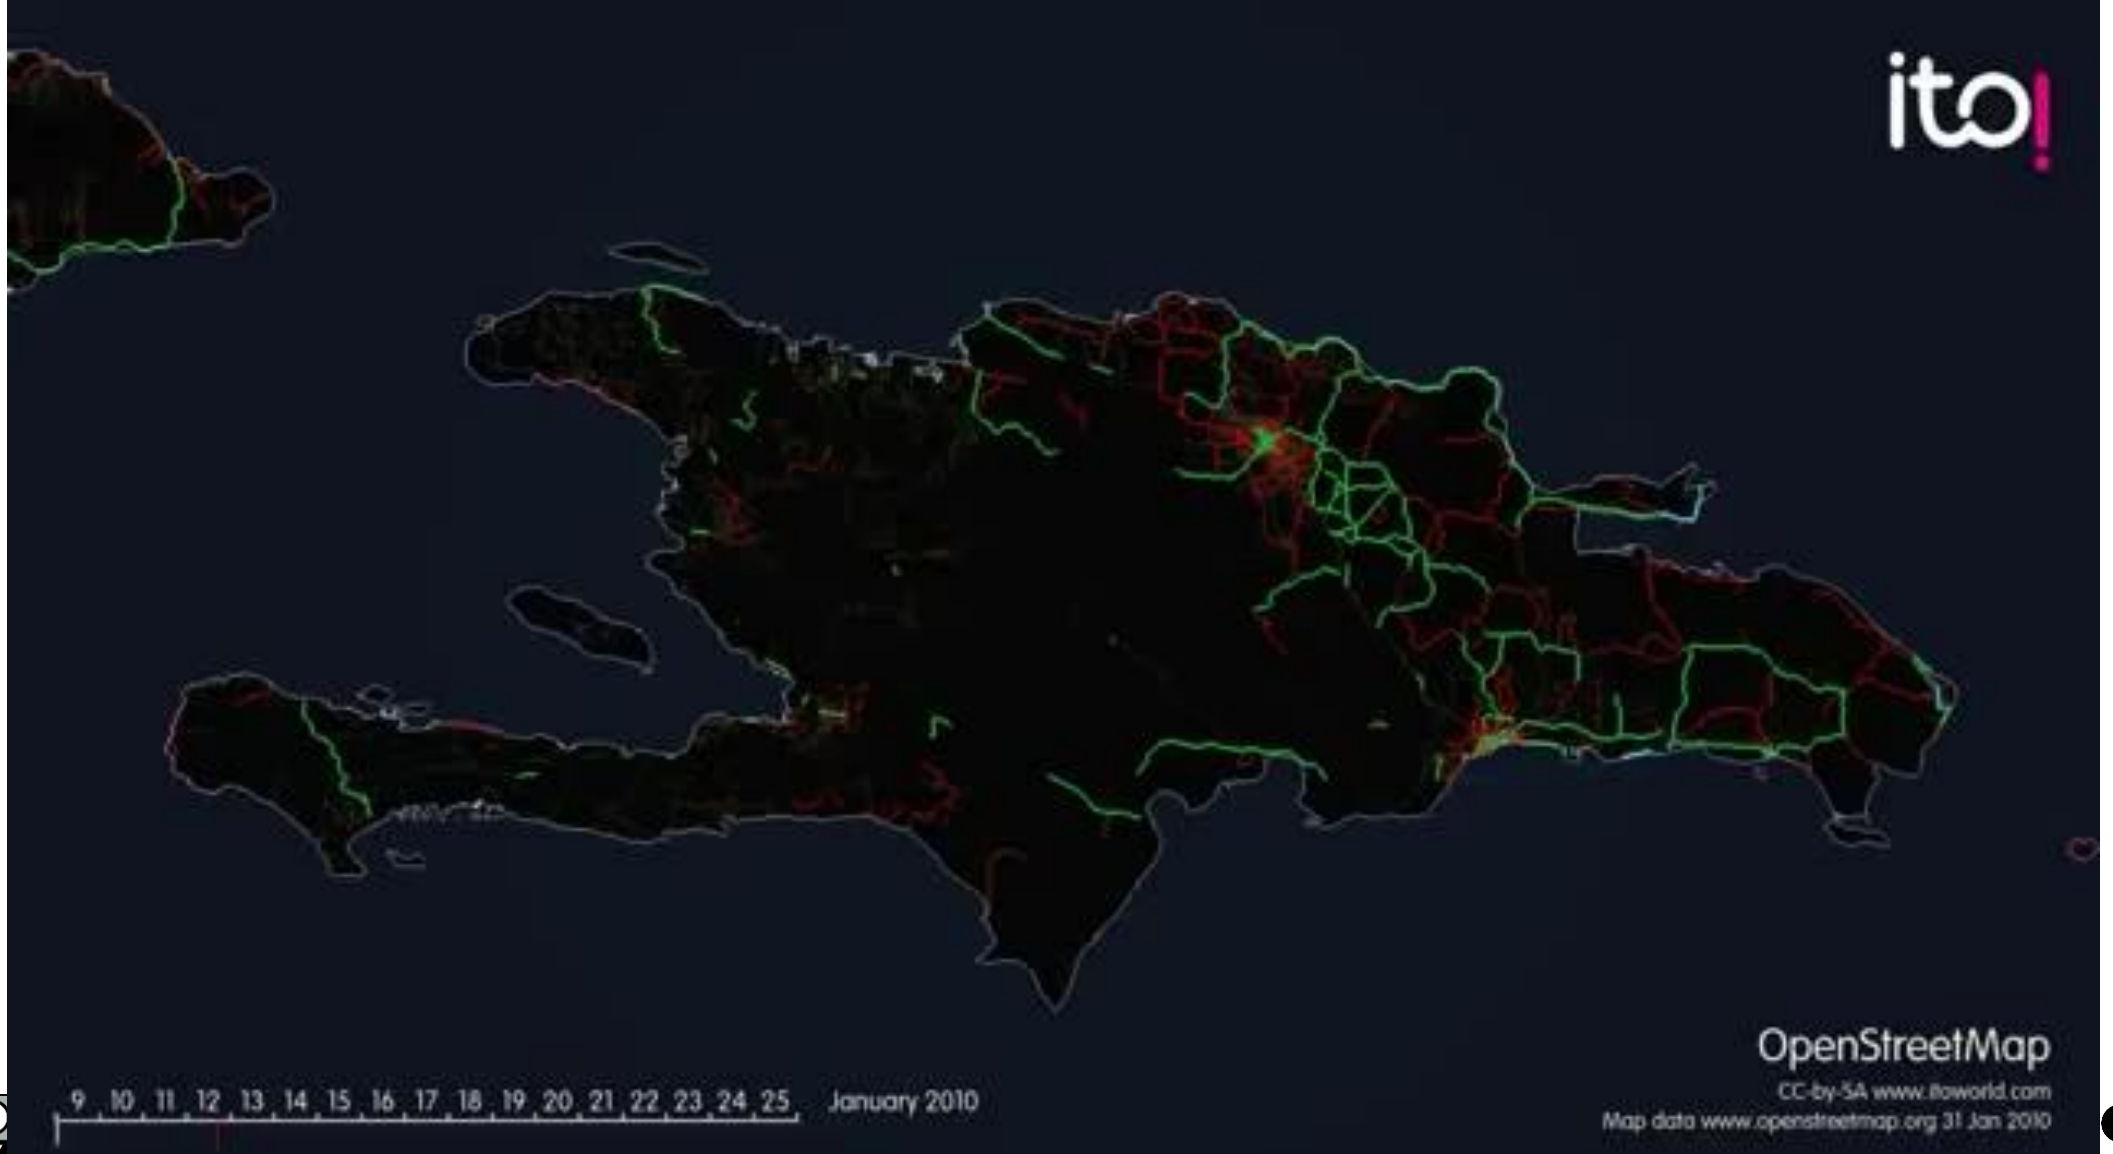 ito!
9 10 11 12 13 14 15 16 17 18 19 20 21 22 23 24 25 January 2010
OpenStreetMap
CC-by-SA www.itoworld.com
Map data www.openstreetmap.org 31 Jan 2010